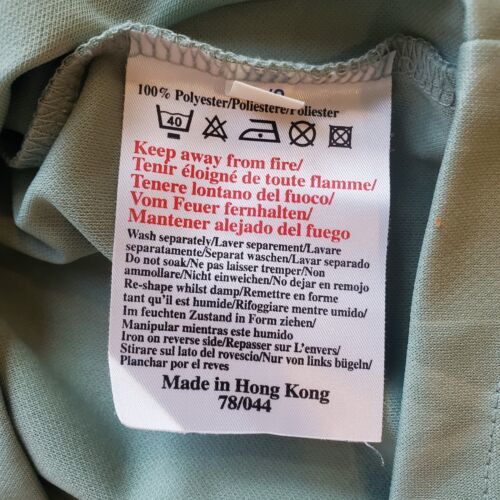 100% Polyester/Poliestere/Poliester
40
Keep away from fire/
Tenir éloigné de toute flamme/
Tenere lontano del fuoco/
Vom Feuer fernhalten/
Mantener alejado del fuego
Wash separately/Laver separement/Lavare
separatamente/Separat waschen/Lavar separado
Do not soak/Ne pas laisser tremper/Non
ammollare/Nicht einweichen/No dejar en remojo
Re-shape whilst damp/Remettre en forme
tant qu'il est humide/Rifoggiare mentre umido/
Im feuchten Zustand in Form ziehen/
Manipular mientras este humido
Iron on reverse side/Repasser sur L'envers/
Stirare sul lato del rovescio/Nur von links bügeln/
Planchar por el reves
Made in Hong Kong
78/044